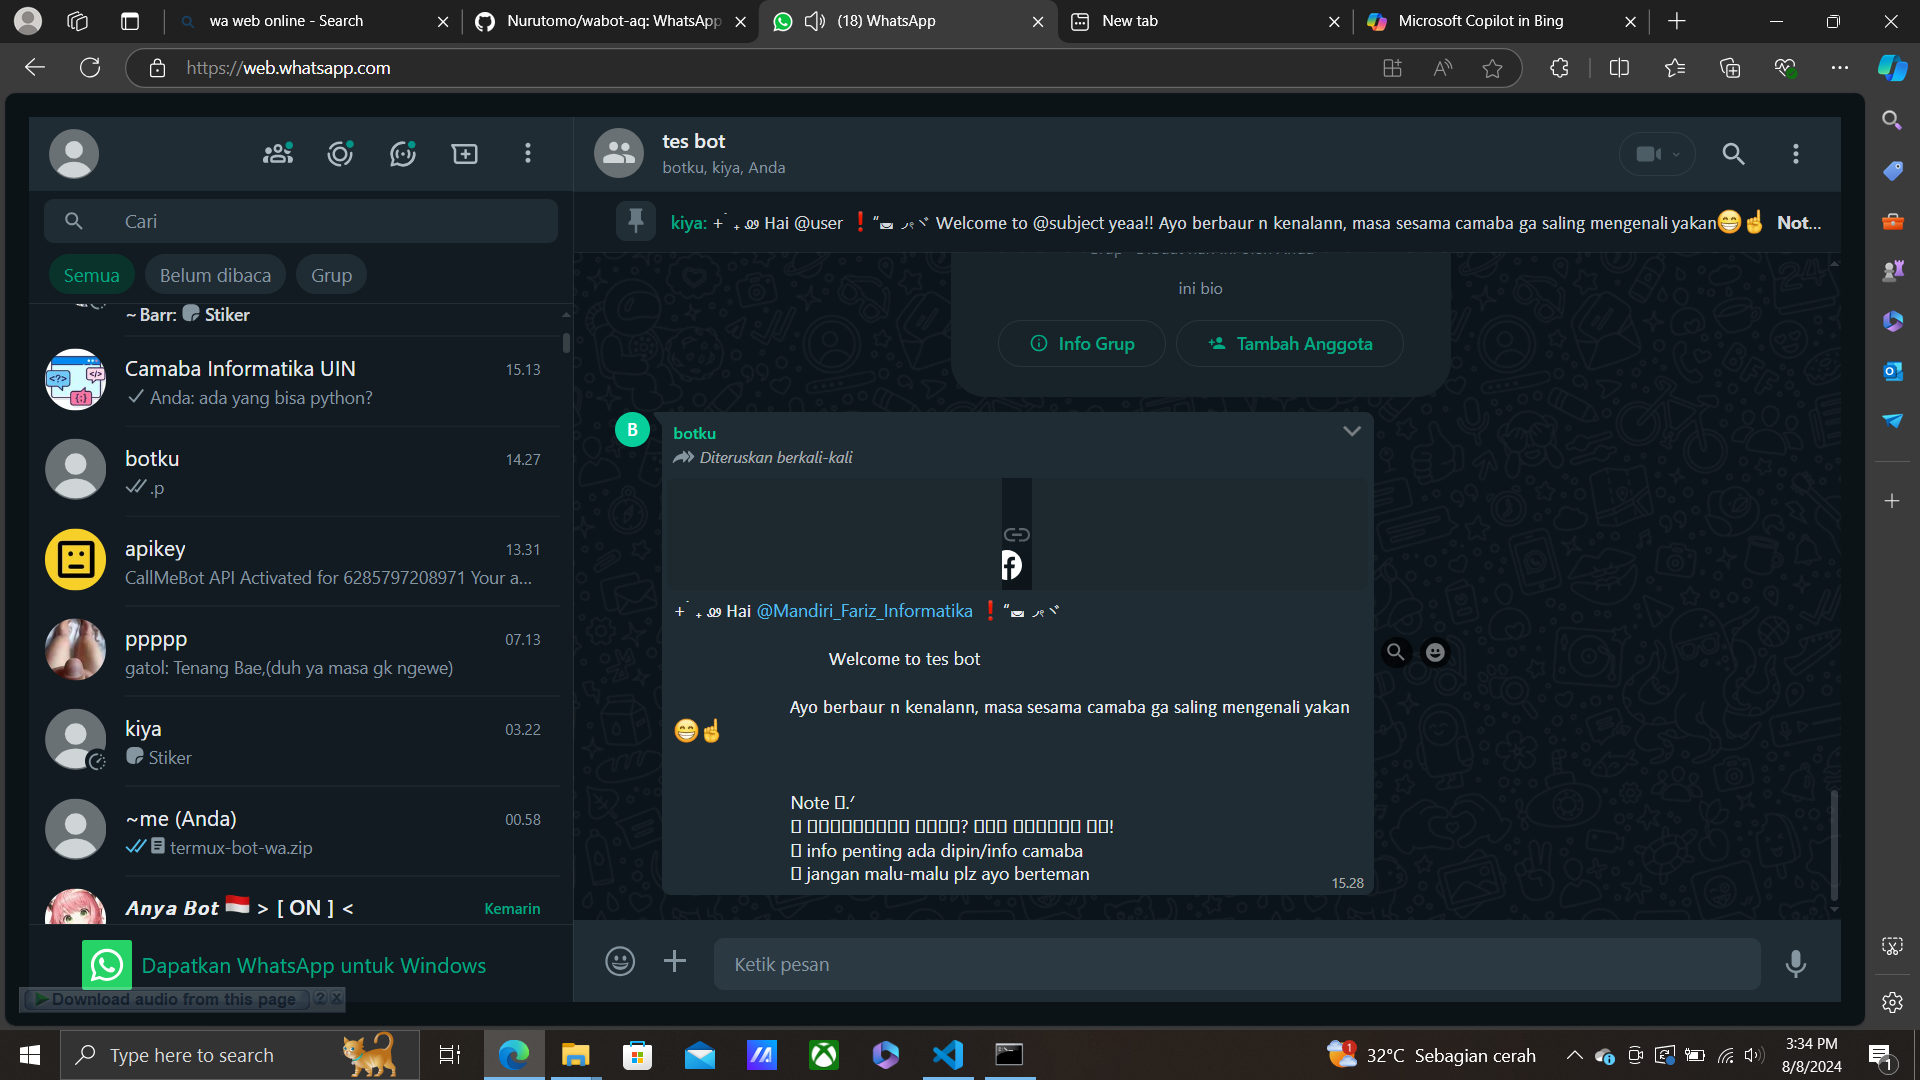 wa web online - Search
Nurutomo/wabot-aq: WhatsApp
(18) WhatsApp
New tab
Microsoft Copilot in Bing
https://web.whatsapp.com
tes bot
botku, kiya, Anda
Cari
kiya: Hai @user ❗ Welcome to @subject yeaa!! Ayo berbaur n kenalann, masa sesama camaba ga saling mengenali yakan😁☝ Not...
Semua
Belum dibaca
Grup
~ Barr: Stiker
Camaba Informatika UIN
15.13
Anda: ada yang bisa python?
botku
14.27
.p
apikey
13.31
CallMeBot API Activated for 6285797208971 Your a...
ppppp
07.13
gatol: Tenang Bae,(duh ya masa gk ngewe)
kiya
03.22
Stiker
~me (Anda)
00.58
termux-bot-wa.zip
Anya Bot 🇮🇩 > [ ON ] <
Kemarin
Dapatkan WhatsApp untuk Windows
Download audio from this page ? X
ini bio
Info Grup
Tambah Anggota
B
botku
Diteruskan berkali-kali
Hai @Mandiri_Fariz_Informatika ❗
Welcome to tes bot
Ayo berbaur n kenalann, masa sesama camaba ga saling mengenali yakan
😁☝
Note
info penting ada dipin/info camaba
jangan malu-malu plz ayo berteman
15.28
Ketik pesan
Type here to search
32°C Sebagian cerah
3:34 PM
8/8/2024
1
1